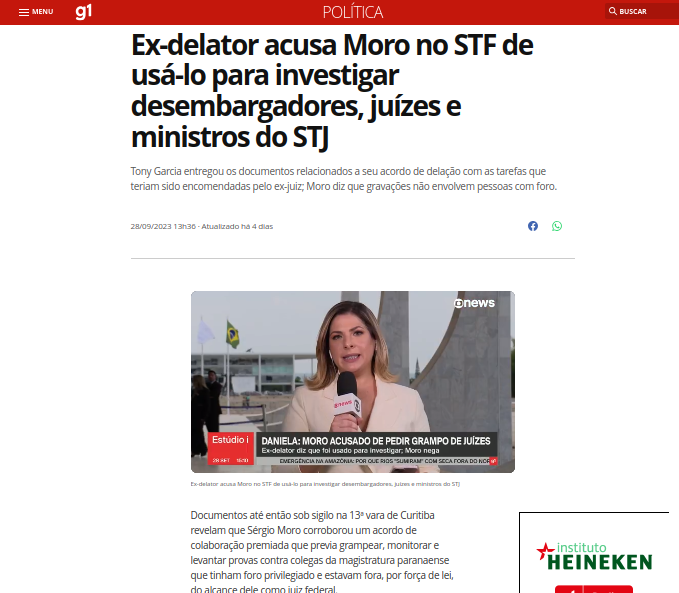 MENU
g1
POLÍTICA
BUSCAR
Ex-delator acusa Moro no STF de
usá-lo para investigar
desembargadores, juízes e
ministros do STJ
Tony Garcia entregou os documentos relacionados a seu acordo de delação com as tarefas que
teriam sido encomendadas pelo ex-juiz; Moro diz que gravações não envolvem pessoas com foro.
28/09/2023 13h36 · Atualizado há 4 dias
news
gnews
Estúdio i
DANIELA: MORO ACUSADO DE PEDIR GRAMPO DE JUÍZES
Ex-delator diz que foi usado para investigar; Moro nega
28 SET 15:10
EMERGÊNCIA NA AMAZÔNIA: POR QUE RIOS "SUMIRAM" COM SECA FORA DO NOR
g1
Ex-delator acusa Moro no STF de usá-lo para investigar desembargadores, juízes e ministros do STJ
Documentos até então sob sigilo na 13ª vara de Curitiba
revelam que Sérgio Moro corroborou um acordo de
colaboração premiada que previa grampear, monitorar e
levantar provas contra colegas da magistratura paranaense
que tinham foro privilegiado e estavam fora, por força de lei,
do alcance dele como juiz federal.
instituto
HEINEKEN